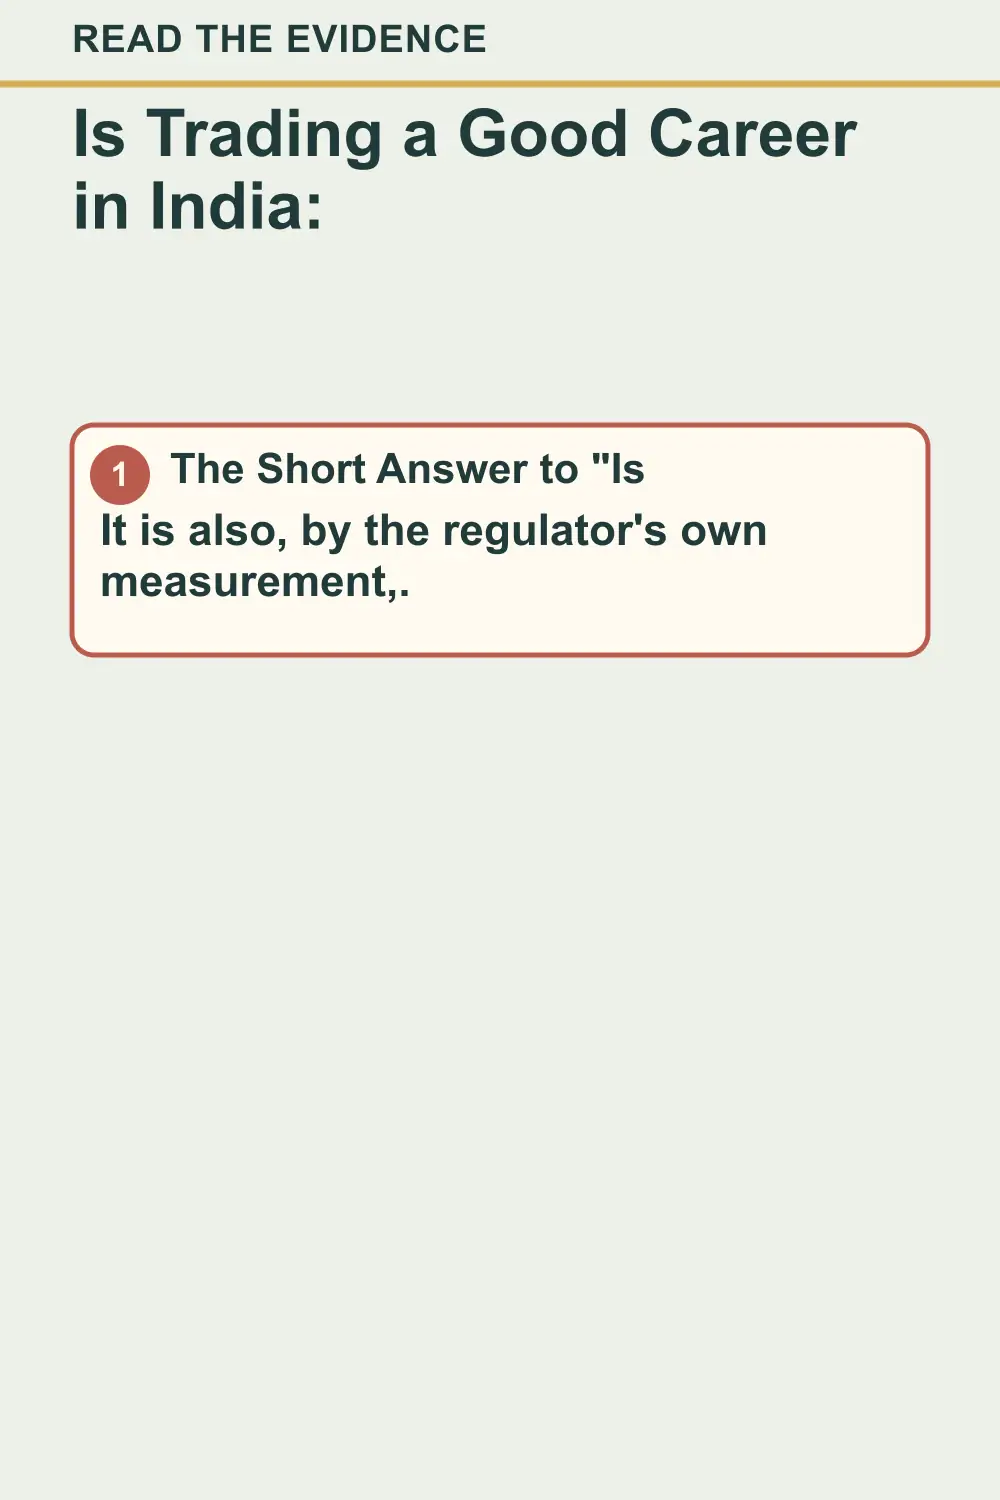 READ THE EVIDENCE
Is Trading a Good Career
in India:
1 The Short Answer to "Is
It is also, by the regulator's own
measurement,.